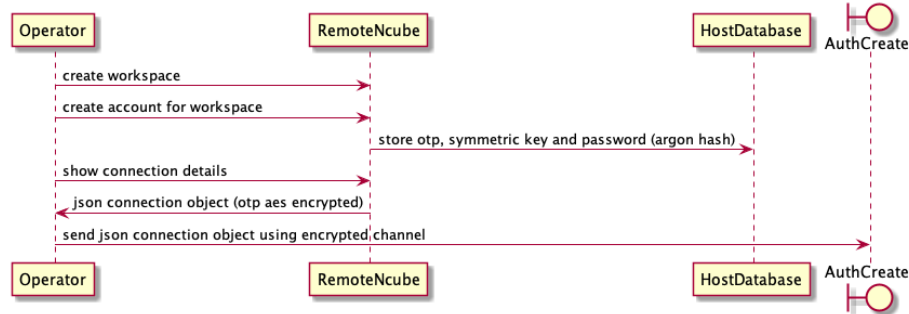 Operator
RemoteNcube
HostDatabase
AuthCreate
create workspace
create account for workspace
store otp, symmetric key and password (argon hash)
show connection details
json connection object (otp aes encrypted)
send json connection object using encrypted channel
Operator
RemoteNcube
HostDatabase
AuthCreate